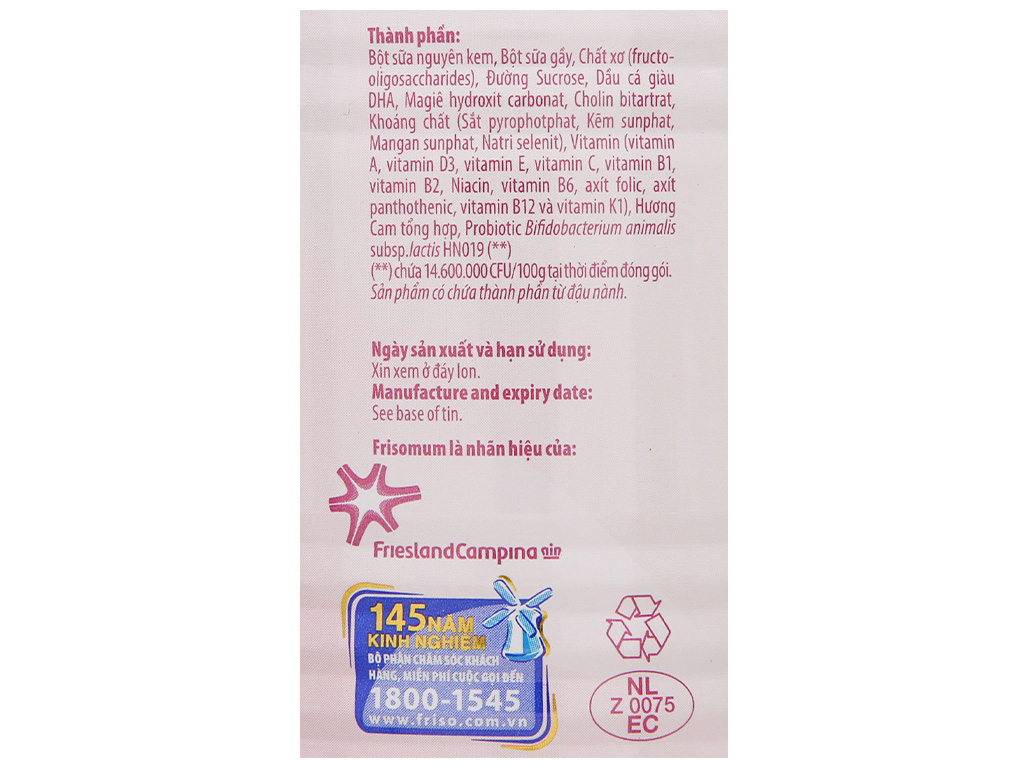 Thành phần:
Bột sữa nguyên kem, Bột sữa gầy, Chất xơ (fructo-
oligosaccharides), Đường Sucrose, Dầu cá giàu
DHA, Magiê hydroxit carbonat, Cholin bitartrat,
Khoáng chất (Sắt pyrophotphat, Kẽm sunphat,
Mangan sunphat, Natri selenit), Vitamin (vitamin
A, vitamin D3, vitamin E, vitamin C, vitamin B1,
vitamin B2, Niacin, vitamin B6, axít folic, axít
panthothenic, vitamin B12 và vitamin K1), Hương
Cam tổng hợp, Probiotic Bifidobacterium animalis
subsp.lactis HN019 (**)
(**) chứa 14.600.000 CFU/100g tại thời điểm đóng gói.
Sản phẩm có chứa thành phần từ đậu nành.
Ngày sản xuất và hạn sử dụng:
Xin xem ở đáy lon.
Manufacture and expiry date:
See base of tin.
Frisomum là nhãn hiệu của:
FrieslandCampina
145 NĂM
KINH NGHIỆM
BỘ PHẬN CHĂM SÓC KHÁCH
HÀNG, MIỄN PHÍ CUỘC GỌI ĐẾN
1800-1545
www.friso.com.vn
NL
Z 0075
EC